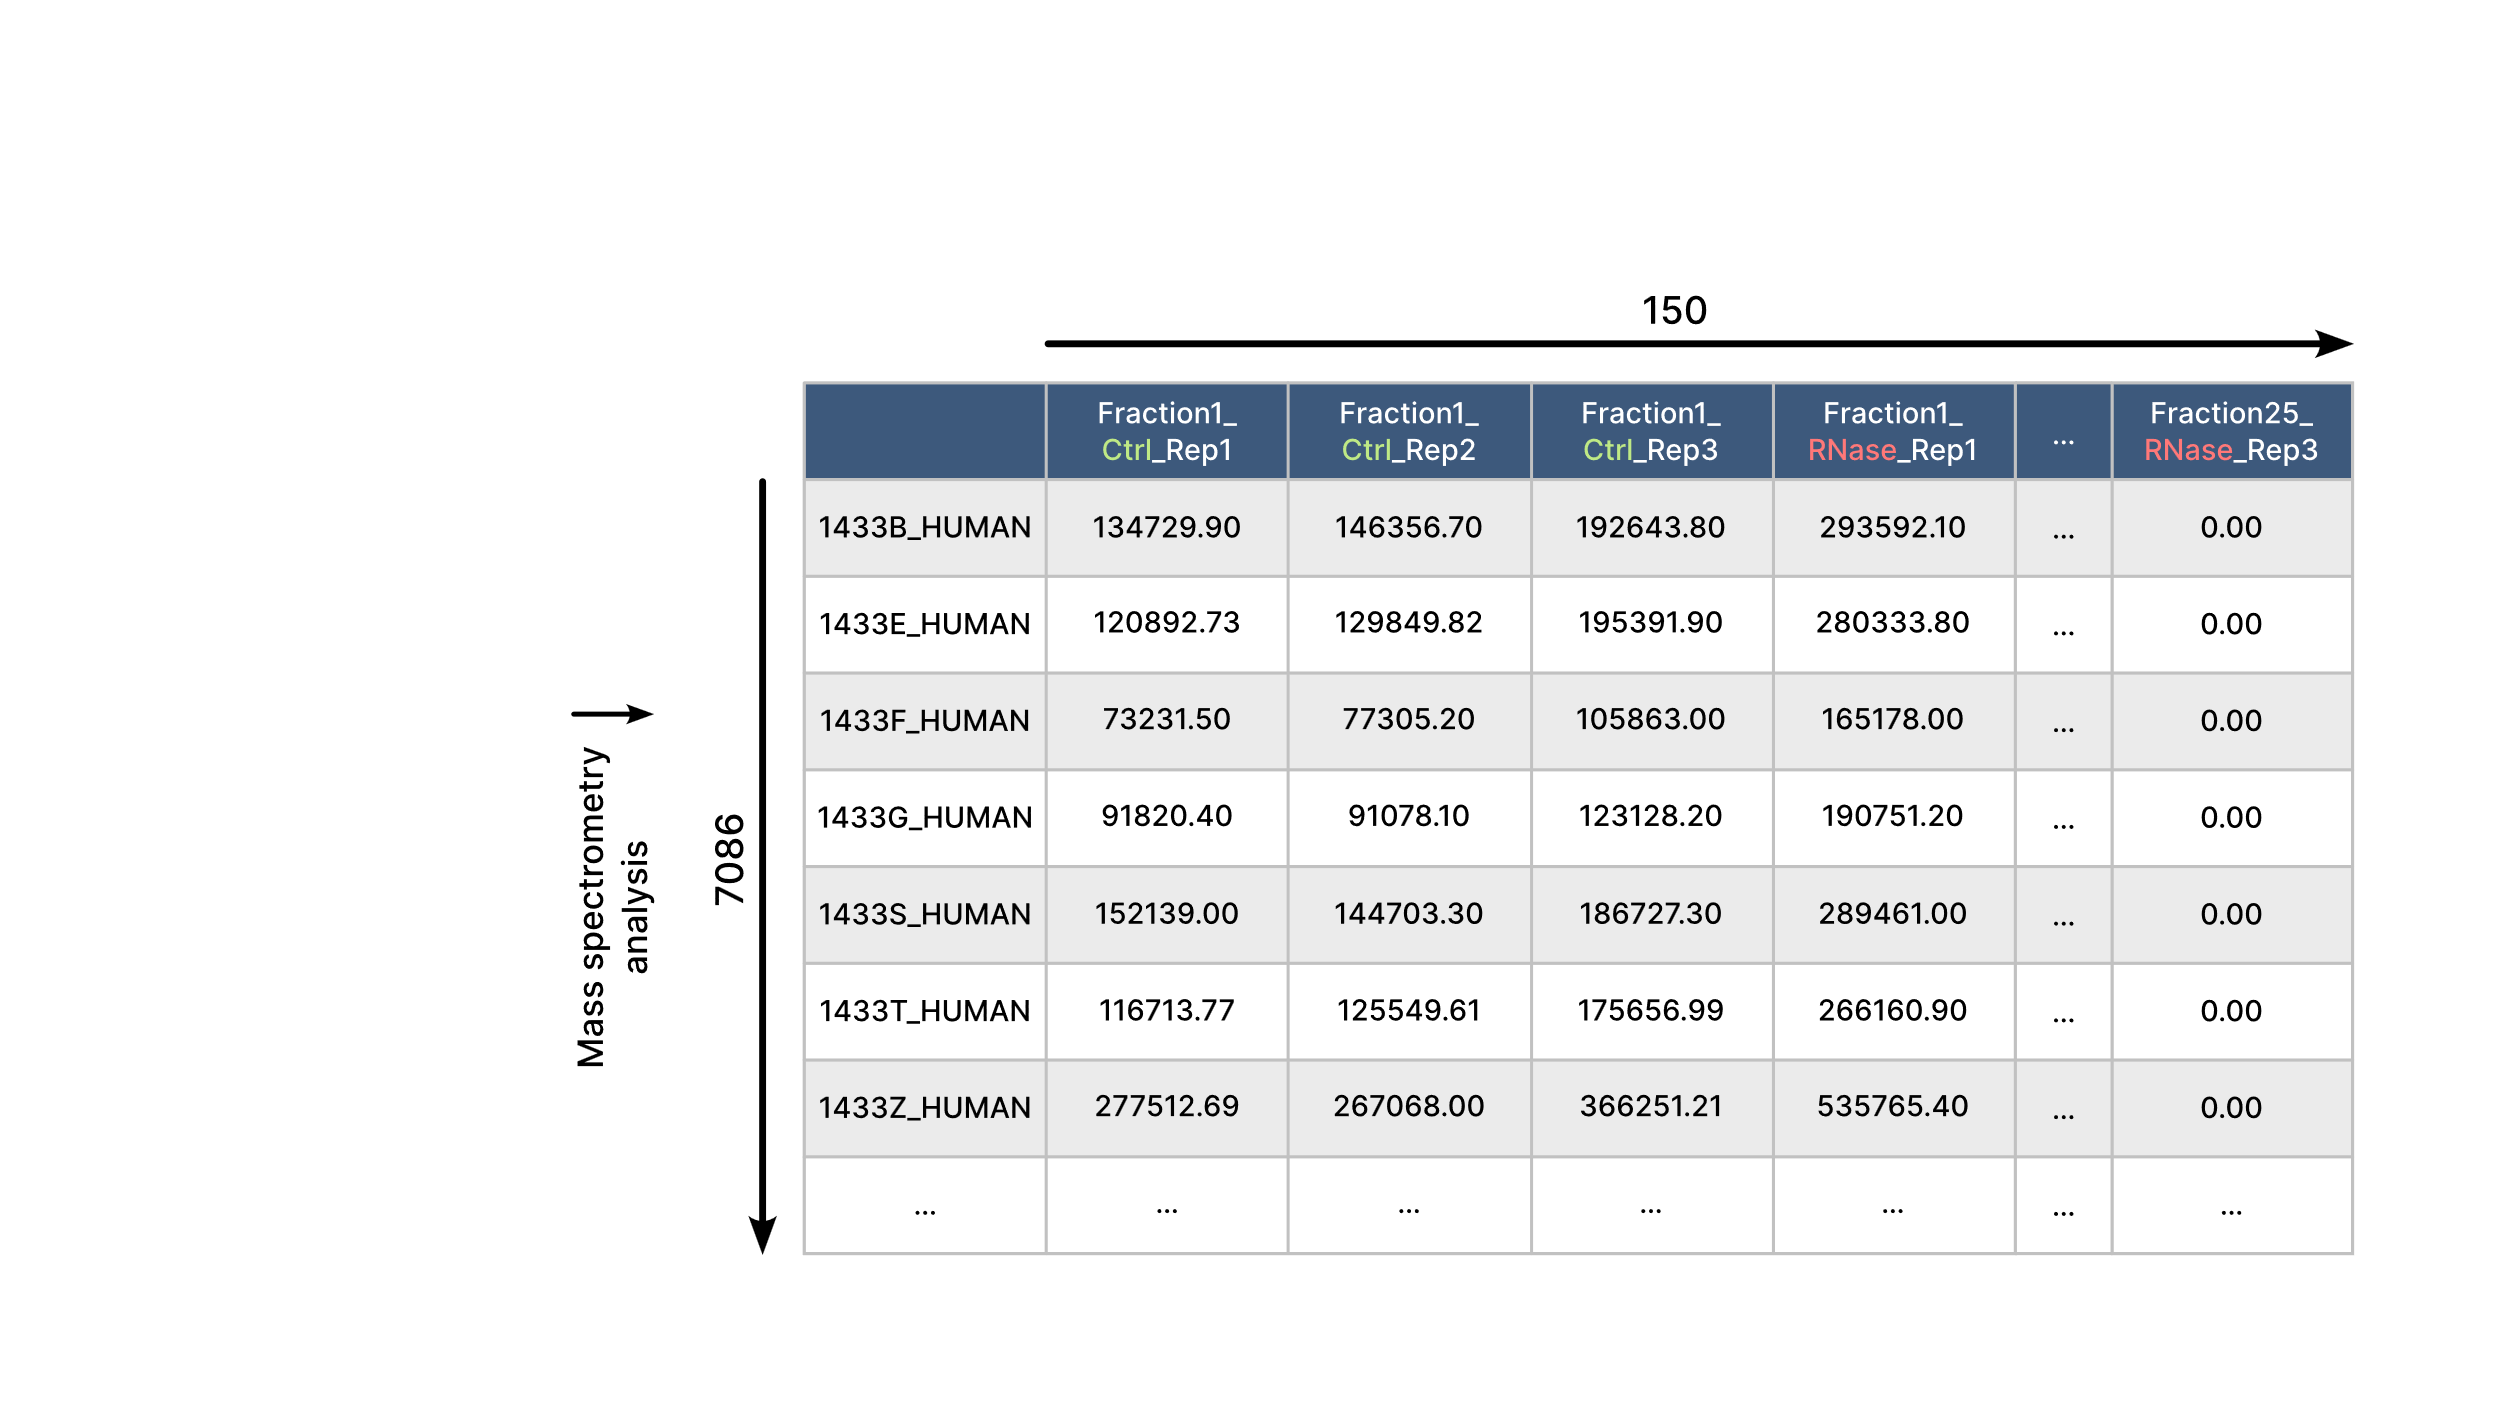 150
Fraction1_ Fraction1_ Fraction1_ Fraction1_ ... Fraction25_
Ctrl_Rep1 Ctrl_Rep2 Ctrl_Rep3 RNase_Rep1 RNase_Rep3
1433B_HUMAN 134729.90 146356.70 192643.80 293592.10 ... 0.00
1433E_HUMAN 120892.73 129849.82 195391.90 280333.80 ... 0.00
1433F_HUMAN 73231.50 77305.20 105863.00 165178.00 ... 0.00
1433G_HUMAN 91820.40 91078.10 123128.20 190751.20 ... 0.00
1433S_HUMAN 152139.00 144703.30 186727.30 289461.00 ... 0.00
1433T_HUMAN 116713.77 125549.61 175656.99 266160.90 ... 0.00
1433Z_HUMAN 277512.69 267068.00 366251.21 535765.40 ... 0.00
... ... ... ... ... ... ...
7086
Mass spectrometry
analysis